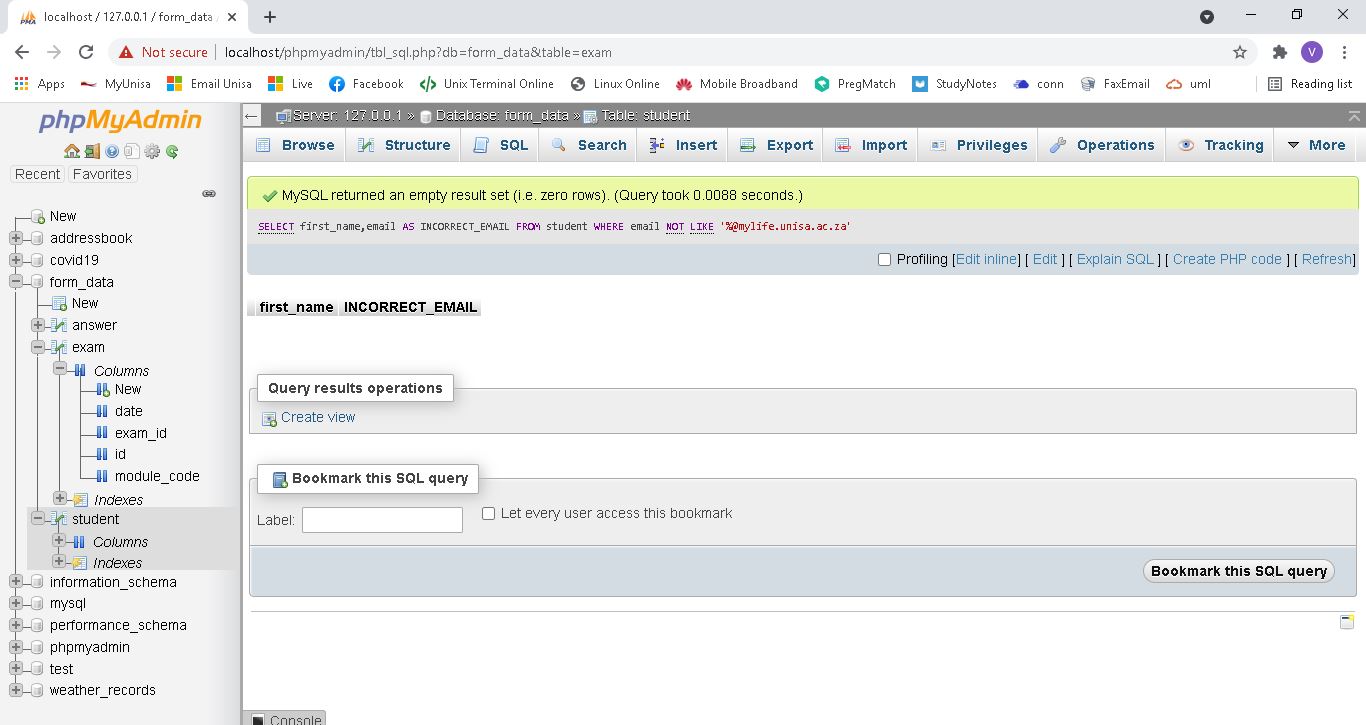 localhost / 127.0.0.1 / form_data
Not secure
localhost/phpmyadmin/tbl_sql.php?db=form_data&table=exam
V
Apps
MyUnisa
Email Unisa
Live
Facebook
Unix Terminal Online
Linux Online
Mobile Broadband
PregMatch
StudyNotes
conn
FaxEmail
uml
Reading list
phpMyAdmin
Recent
Favorites
New
addressbook
covid19
form_data
New
answer
exam
Columns
New
date
exam_id
id
module_code
Indexes
student
Columns
Indexes
information_schema
mysql
performance_schema
phpmyadmin
test
weather_records
Server: 127.0.0.1 » Database: form_data » Table: student
Browse
Structure
SQL
Search
Insert
Export
Import
Privileges
Operations
Tracking
More
MySQL returned an empty result set (i.e. zero rows). (Query took 0.0088 seconds.)
SELECT first_name,email AS INCORRECT_EMAIL FROM student WHERE email NOT LIKE '%@mylife.unisa.ac.za'
Profiling [Edit inline] [ Edit ] [ Explain SQL ] [ Create PHP code ] [ Refresh]
first_name INCORRECT_EMAIL
Query results operations
Create view
Bookmark this SQL query
Label:
Let every user access this bookmark
Bookmark this SQL query
Console